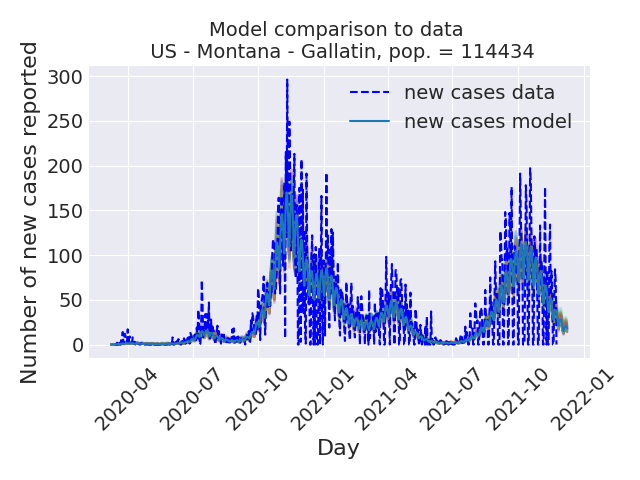 Model comparison to data
US - Montana - Gallatin, pop. = 114434
Number of new cases reported
300
250
200
150
100
50
0
new cases data
new cases model
2020-04
2020-07
2020-10
2021-01
2021-04
2021-07
2021-10
2022-01
Day